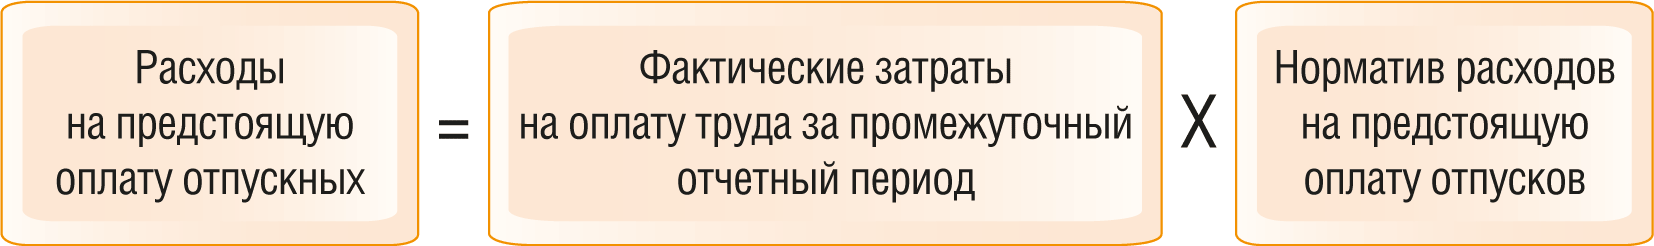 Расходы
на предстоящую
оплату отпускных
=
Фактические затраты
на оплату труда за промежуточный
отчетный период
X
Норматив расходов
на предстоящую
оплату отпусков